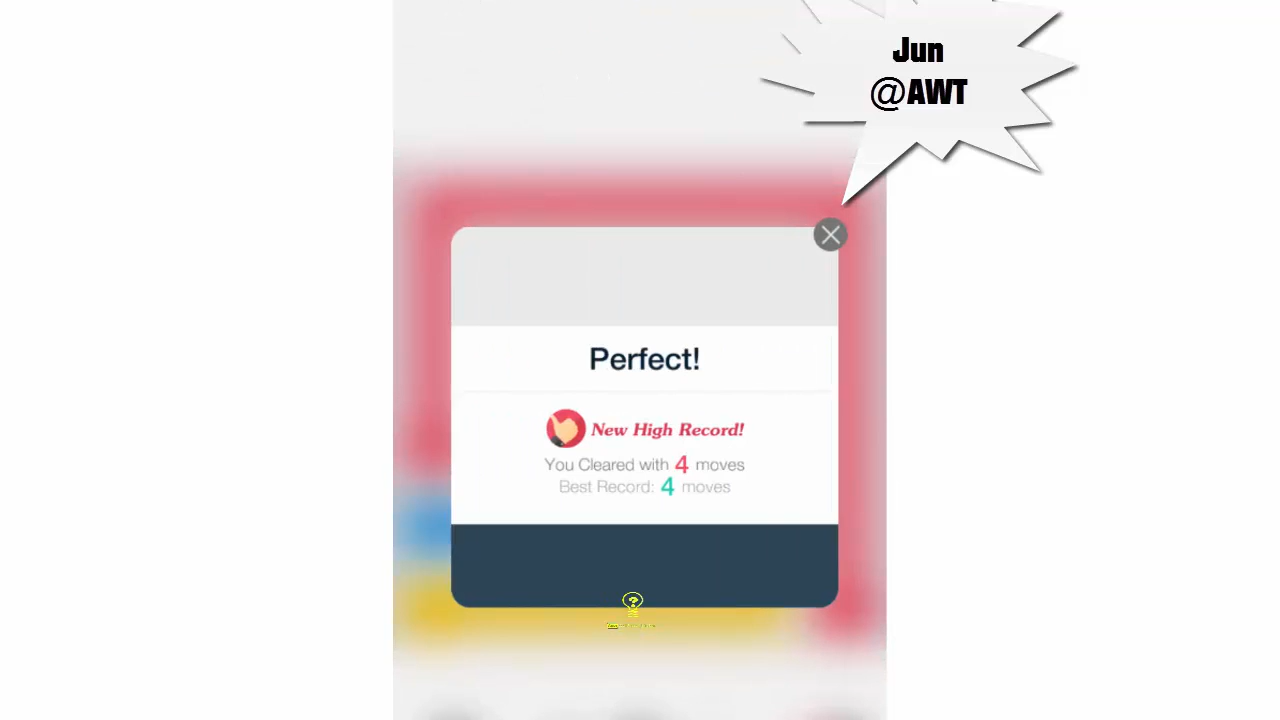 Jun
@AWT
Perfect!
New High Record!
You Cleared with 4 moves
Best Record: 4 moves